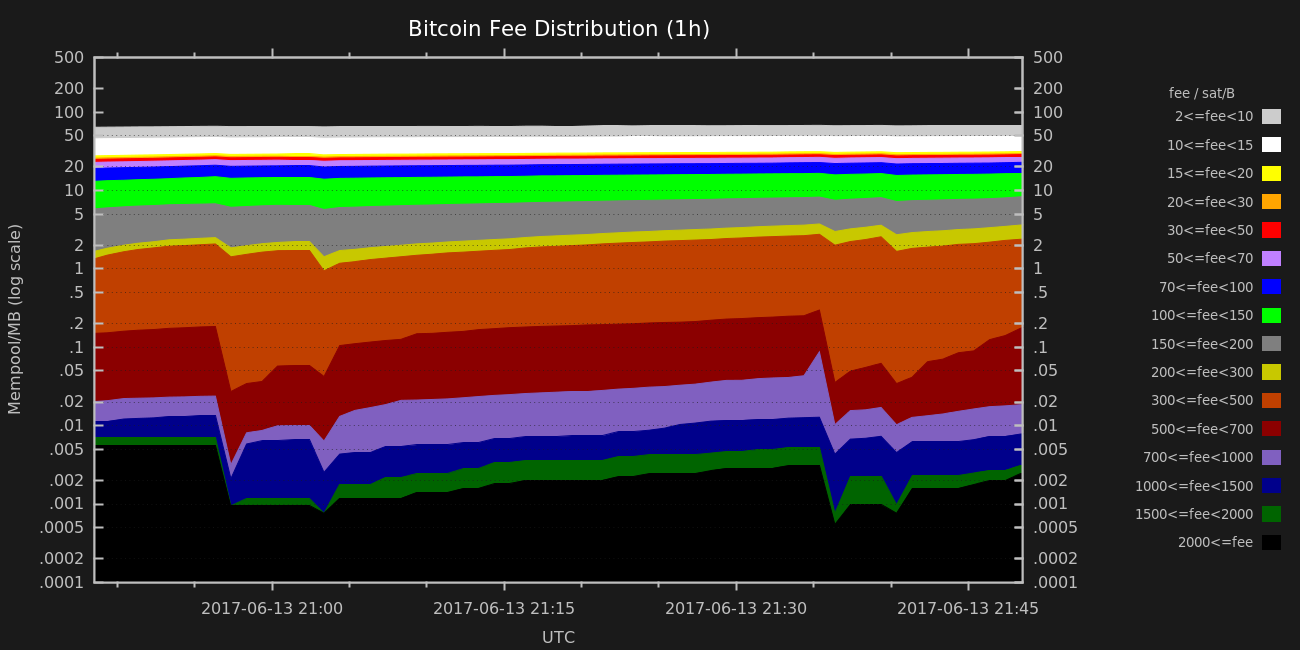 Bitcoin Fee Distribution (1h)
500
200
100
50
20
10
5
2
1
.5
.2
.1
.05
.02
.01
.005
.002
.001
.0005
.0002
.0001
Mempool/MB (log scale)
500
200
100
50
20
10
5
2
1
.5
.2
.1
.05
.02
.01
.005
.002
.001
.0005
.0002
.0001
2017-06-13 21:00
2017-06-13 21:15
2017-06-13 21:30
2017-06-13 21:45
UTC
fee / sat/B
2<=fee<10
10<=fee<15
15<=fee<20
20<=fee<30
30<=fee<50
50<=fee<70
70<=fee<100
100<=fee<150
150<=fee<200
200<=fee<300
300<=fee<500
500<=fee<700
700<=fee<1000
1000<=fee<1500
1500<=fee<2000
2000<=fee